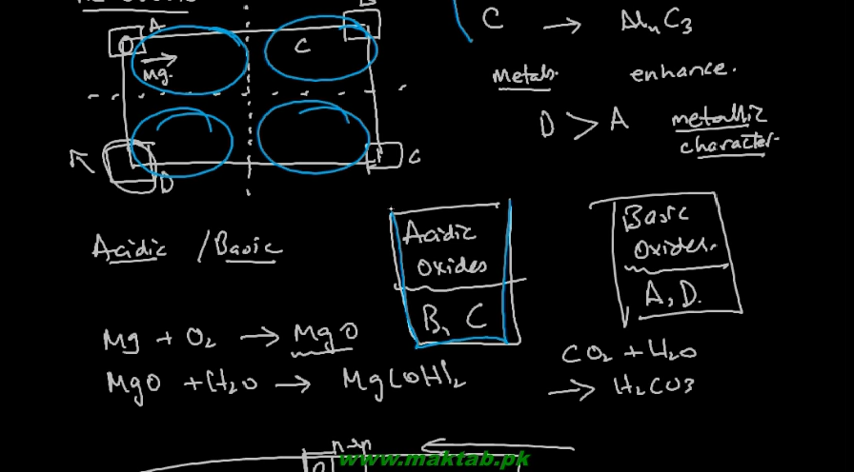 A
C
Mg.
D
C
C → AlnC3
Metals. enhance.
D > A metallic
character.
Acidic / Basic
Acidic
Oxides
B, C
Basic
Oxides.
A, D.
Mg + O2 → MgO
MgO + H2O → Mg(OH)2
CO2 + H2O
→ H2CO3
www.maktab.pk